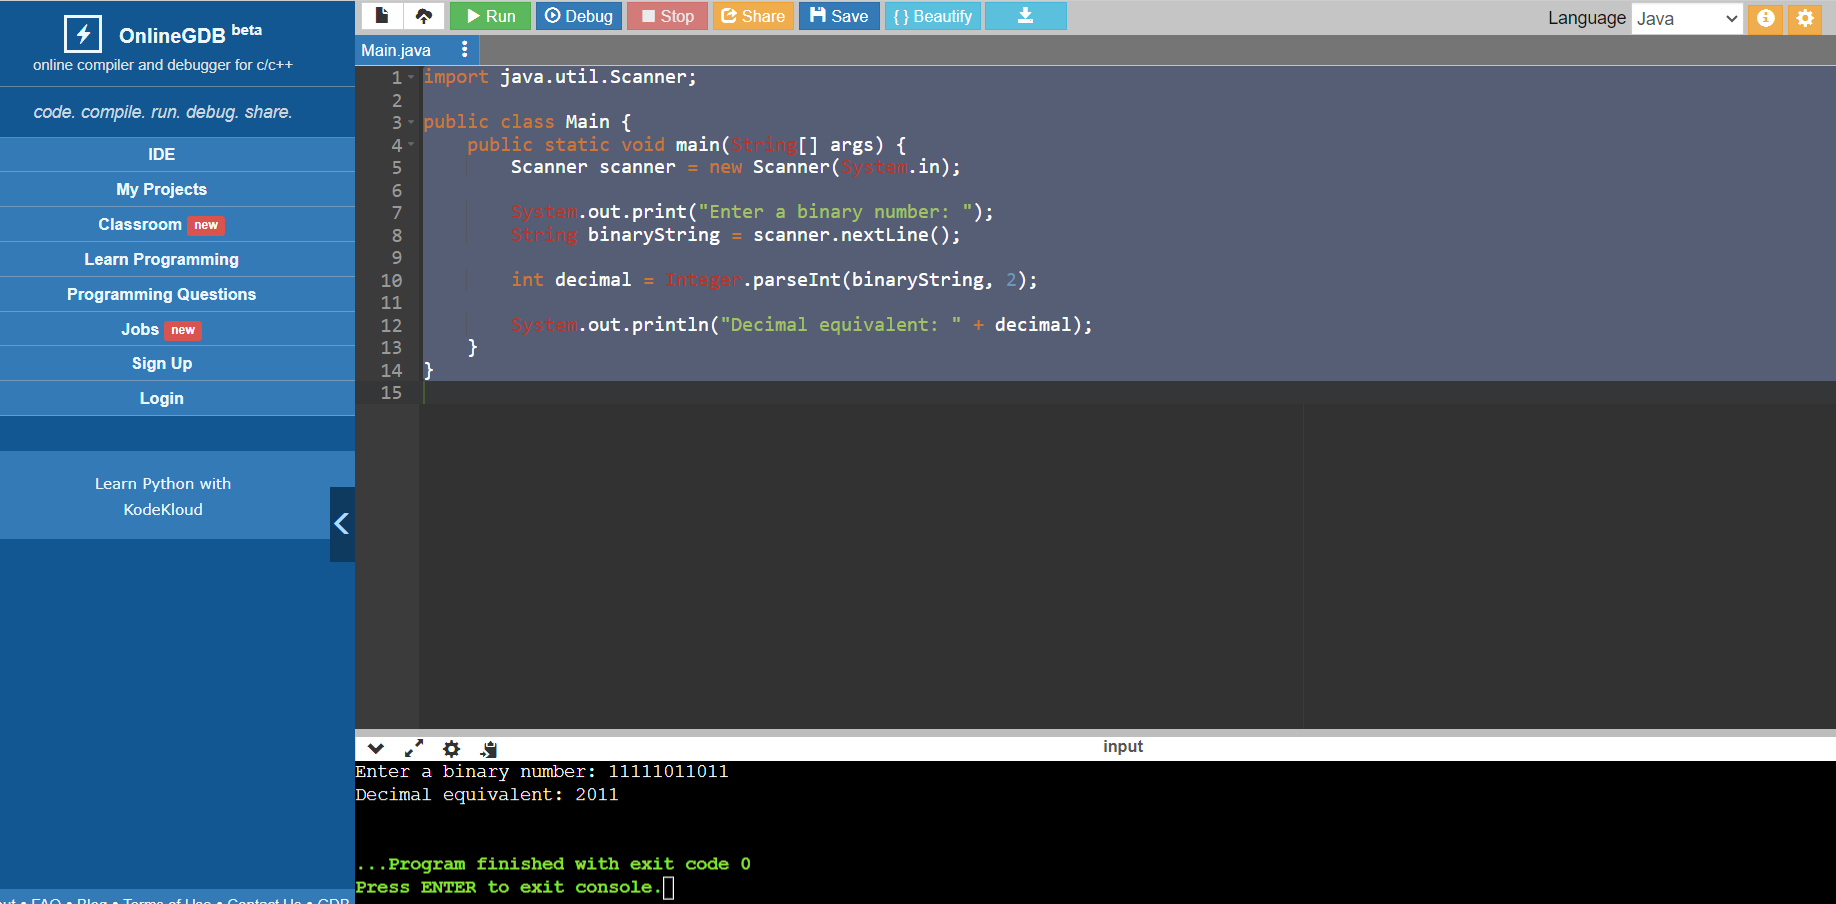 OnlineGDB beta
online compiler and debugger for c/c++
code. compile. run. debug. share.
IDE
My Projects
Classroom new
Learn Programming
Programming Questions
Jobs new
Sign Up
Login
Learn Python with
KodeKloud
Run Debug Stop Share Save { } Beautify
Language Java
Main.java
1 import java.util.Scanner;
2
3 public class Main {
4 public static void main(String[] args) {
5 Scanner scanner = new Scanner(System.in);
6
7 System.out.print("Enter a binary number: ");
8 String binaryString = scanner.nextLine();
9
10 int decimal = Integer.parseInt(binaryString, 2);
11
12 System.out.println("Decimal equivalent: " + decimal);
13 }
14 }
15
input
Enter a binary number: 11111011011
Decimal equivalent: 2011
...Program finished with exit code 0
Press ENTER to exit console.
• FAQ • Blog • Terms of Use • Contact Us • GDB